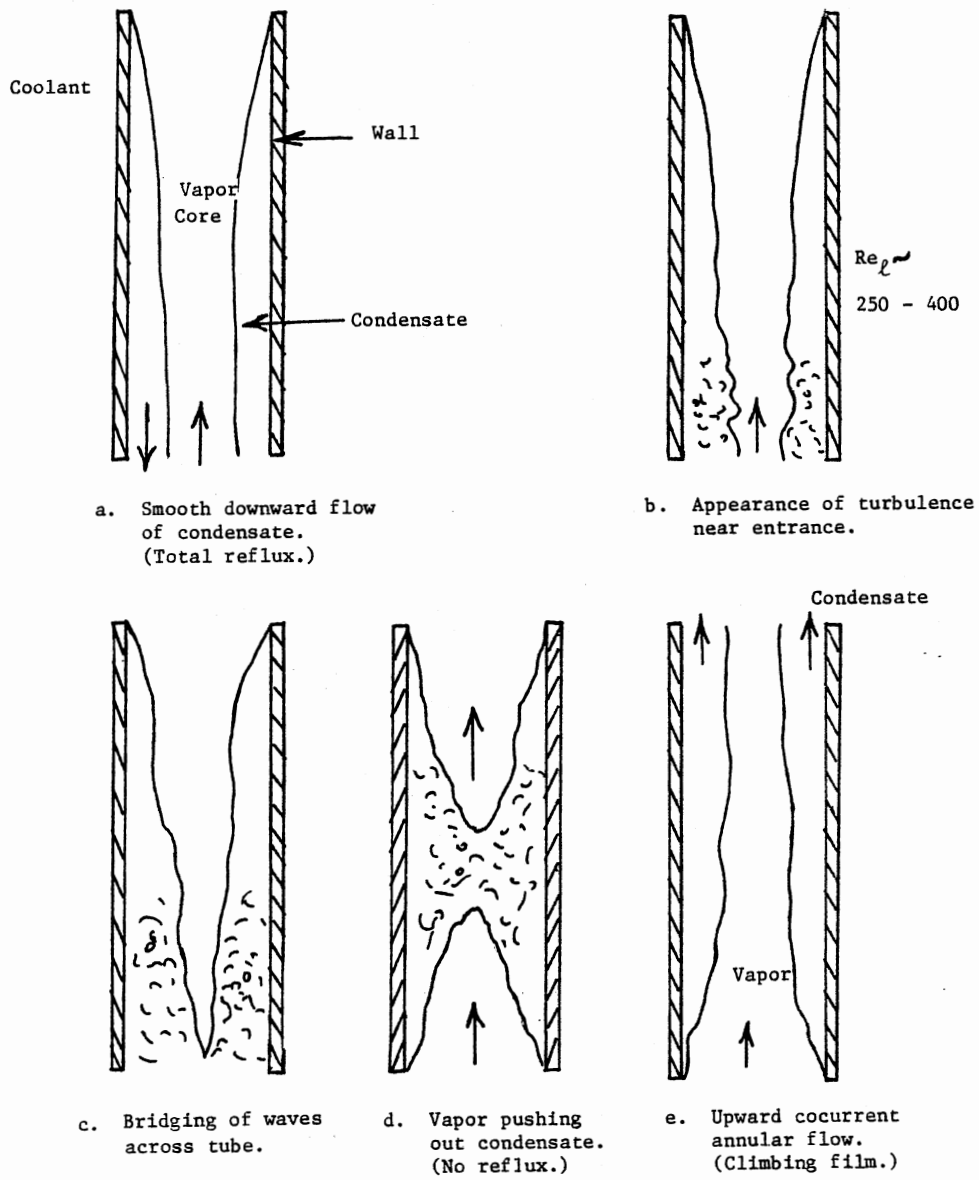 Coolant
Wall
Vapor
Core
Condensate
Reℓ~
250 - 400
a. Smooth downward flow
of condensate.
(Total reflux.)
b. Appearance of turbulence
near entrance.
Condensate
Vapor
c. Bridging of waves
across tube.
d. Vapor pushing
out condensate.
(No reflux.)
e. Upward cocurrent
annular flow.
(Climbing film.)